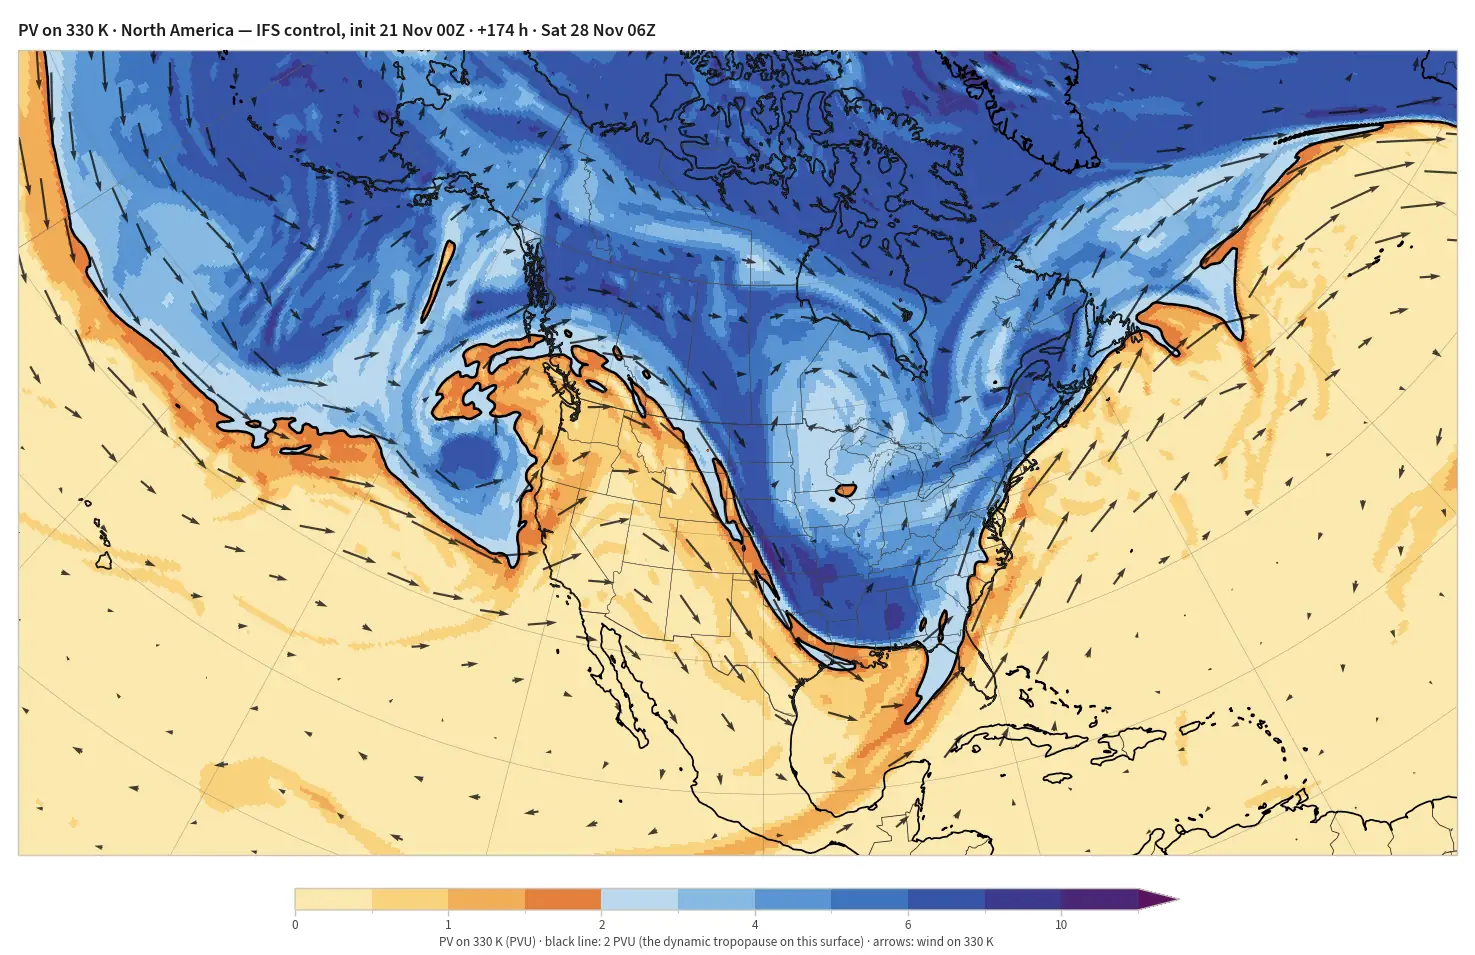 PV on 330 K · North America — IFS control, init 21 Nov 00Z · +174 h · Sat 28 Nov 06Z
0 1 2 4 6 10
PV on 330 K (PVU) · black line: 2 PVU (the dynamic tropopause on this surface) · arrows: wind on 330 K